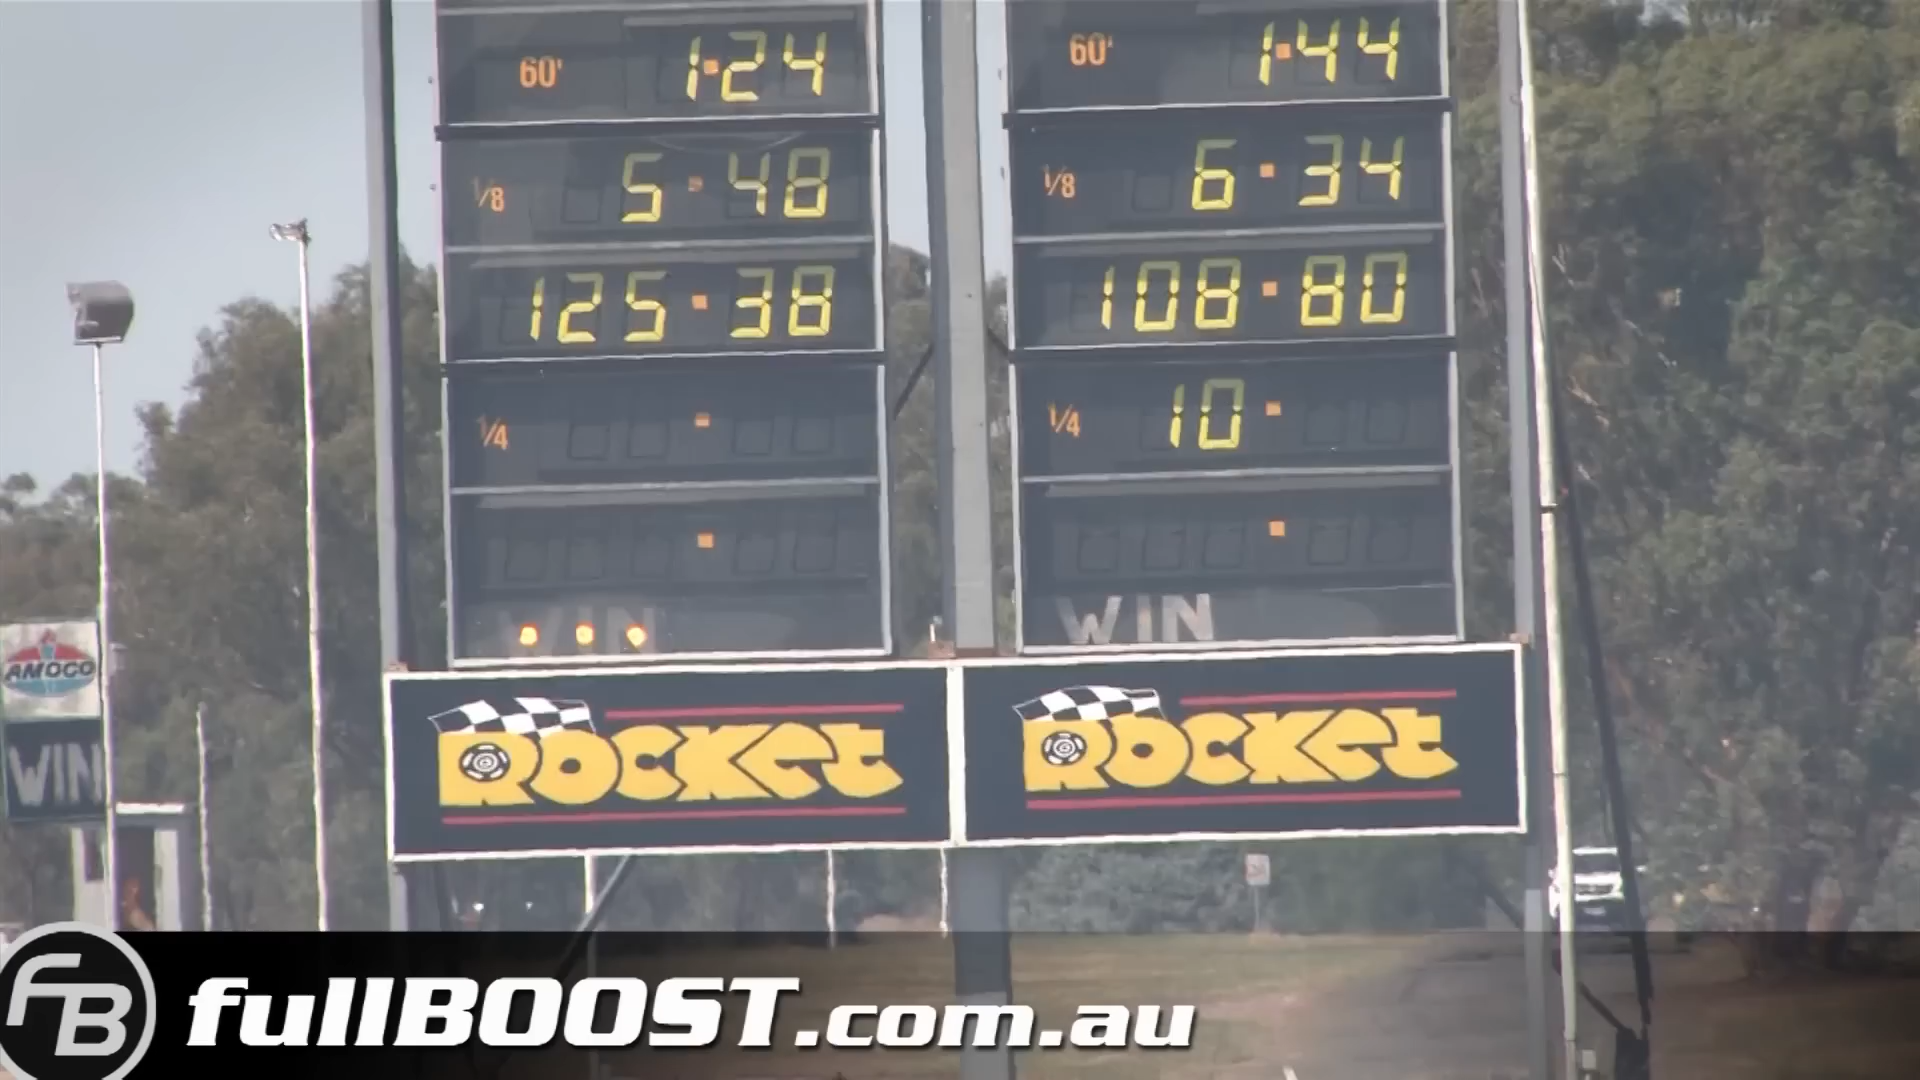 60' 1.24
1/8 5.48
125.38
1/4 .
.
WIN
60' 1.44
1/8 6.34
108.80
1/4 10.
.
WIN
AMOCO
WIN
ROCKET
ROCKET
FB
fullBOOST.com.au